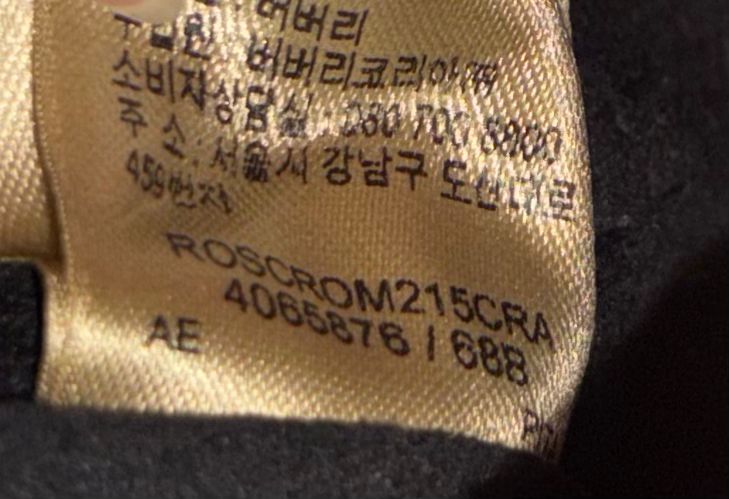 버버리
수입원 버버리코리아㈜
소비자상담실 : 080 700 8800
주 소 : 서울시 강남구 도산대로
459번지
ROSCROM215CRA
4065876 / 688
AE